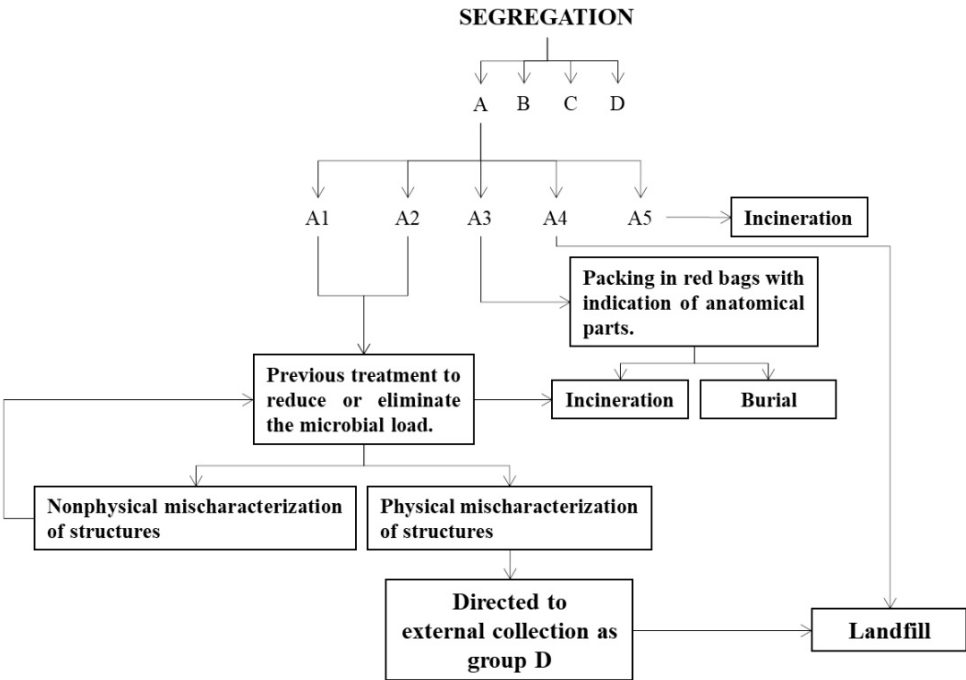 SEGREGATION
A B C D
A1 A2 A3 A4 A5 Incineration
Packing in red bags with
indication of anatomical
parts.
Previous treatment to
reduce or eliminate
the microbial load.
Incineration Burial
Nonphysical mischaracterization
of structures
Physical mischaracterization
of structures
Directed to
external collection as
group D
Landfill